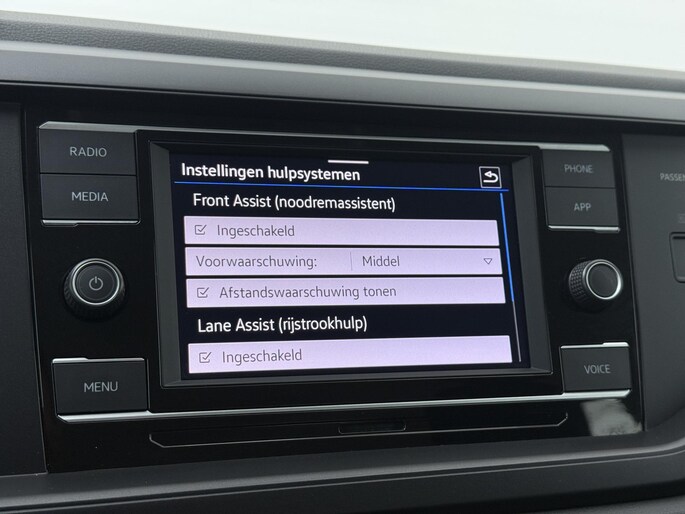 RADIO
MEDIA
MENU
Instellingen hulpsystemen
Front Assist (noodremassistent)
Ingeschakeld
Voorwaarschuwing: Middel
Afstandswaarschuwing tonen
Lane Assist (rijstrookhulp)
Ingeschakeld
PHONE
APP
VOICE